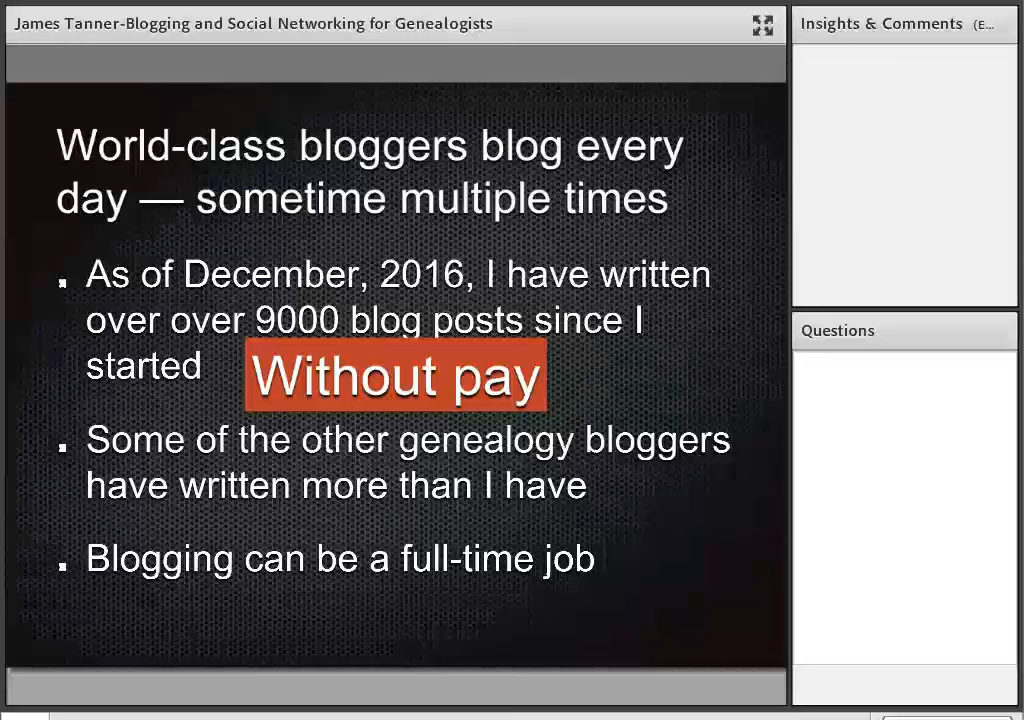 James Tanner-Blogging and Social Networking for Genealogists
World-class bloggers blog every
day — sometime multiple times
As of December, 2016, I have written
over over 9000 blog posts since I
started
Without pay
Some of the other genealogy bloggers
have written more than I have
Blogging can be a full-time job
Insights & Comments (E...
Questions